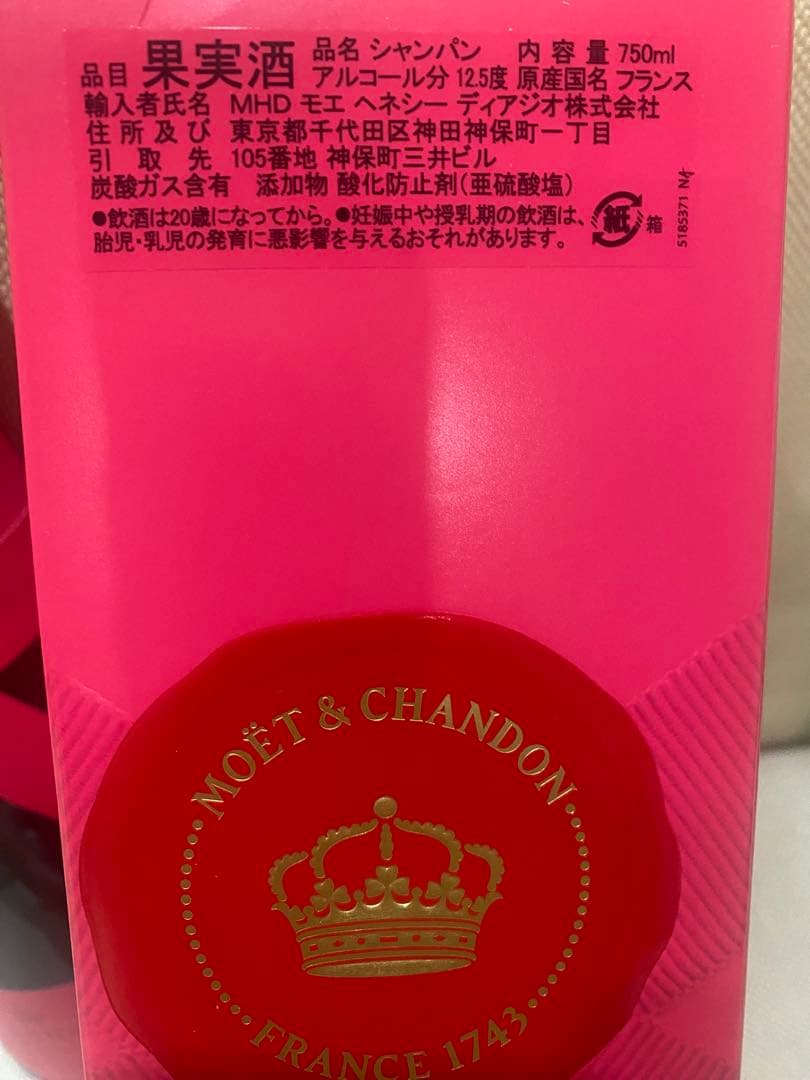 品目 果実酒 品名 シャンパン 内容量 750ml
アルコール分 12.5度 原産国名 フランス
輸入者氏名 MHD モエ ヘネシー ディアジオ株式会社
住所及び 東京都千代田区神田神保町一丁目
引取先 105番地 神保町三井ビル
炭酸ガス含有 添加物 酸化防止剤(亜硫酸塩)
●飲酒は20歳になってから。●妊娠中や授乳期の飲酒は、
胎児・乳児の発育に悪影響を与えるおそれがあります。
紙 箱
5185371
MOËT & CHANDON
FRANCE 1743